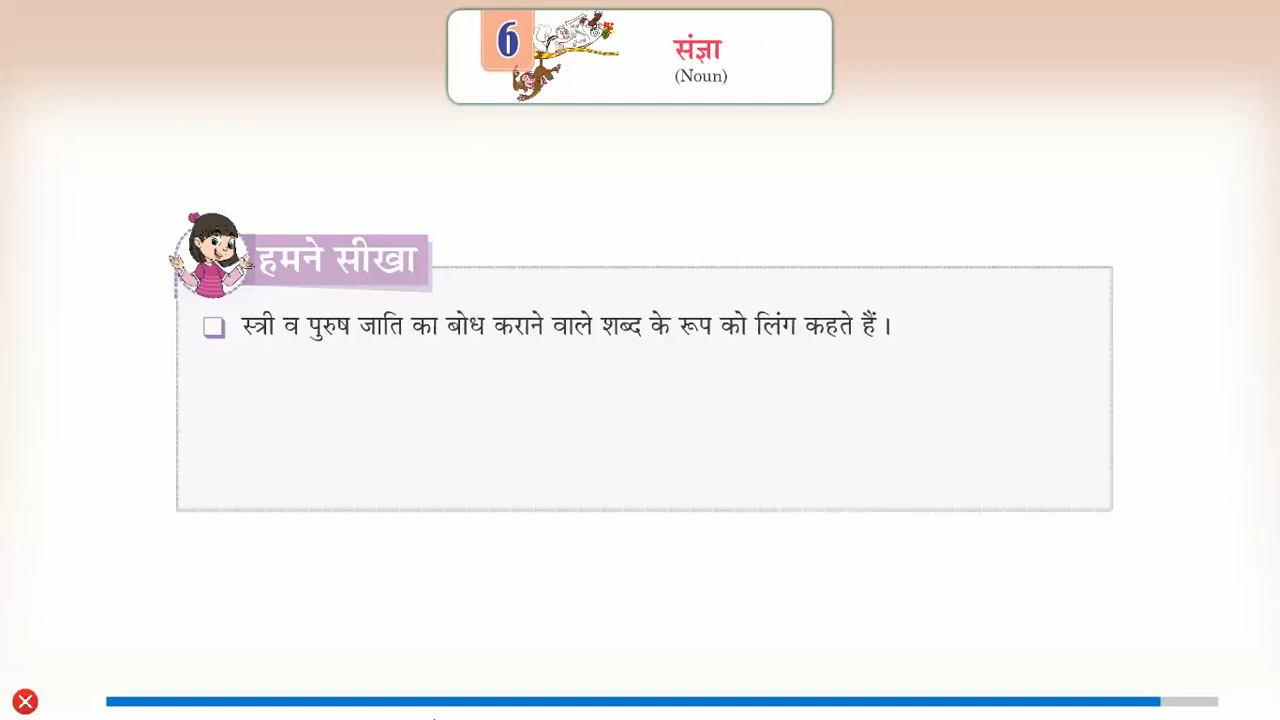 6
संज्ञा
(Noun)
हमने सीखा
❑ स्त्री व पुरुष जाति का बोध कराने वाले शब्द के रूप को लिंग कहते हैं।